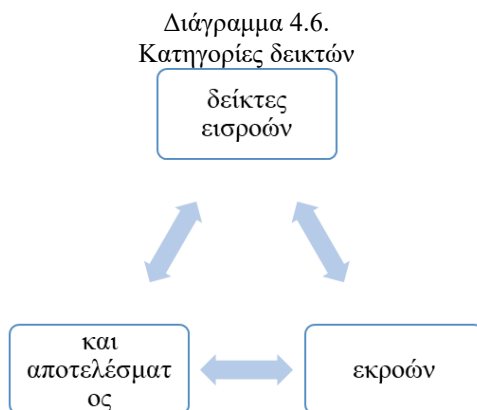 Διάγραμμα 4.6.
Κατηγορίες δεικτών
δείκτες
εισροών
και
αποτελέσματ
ος
εκροών